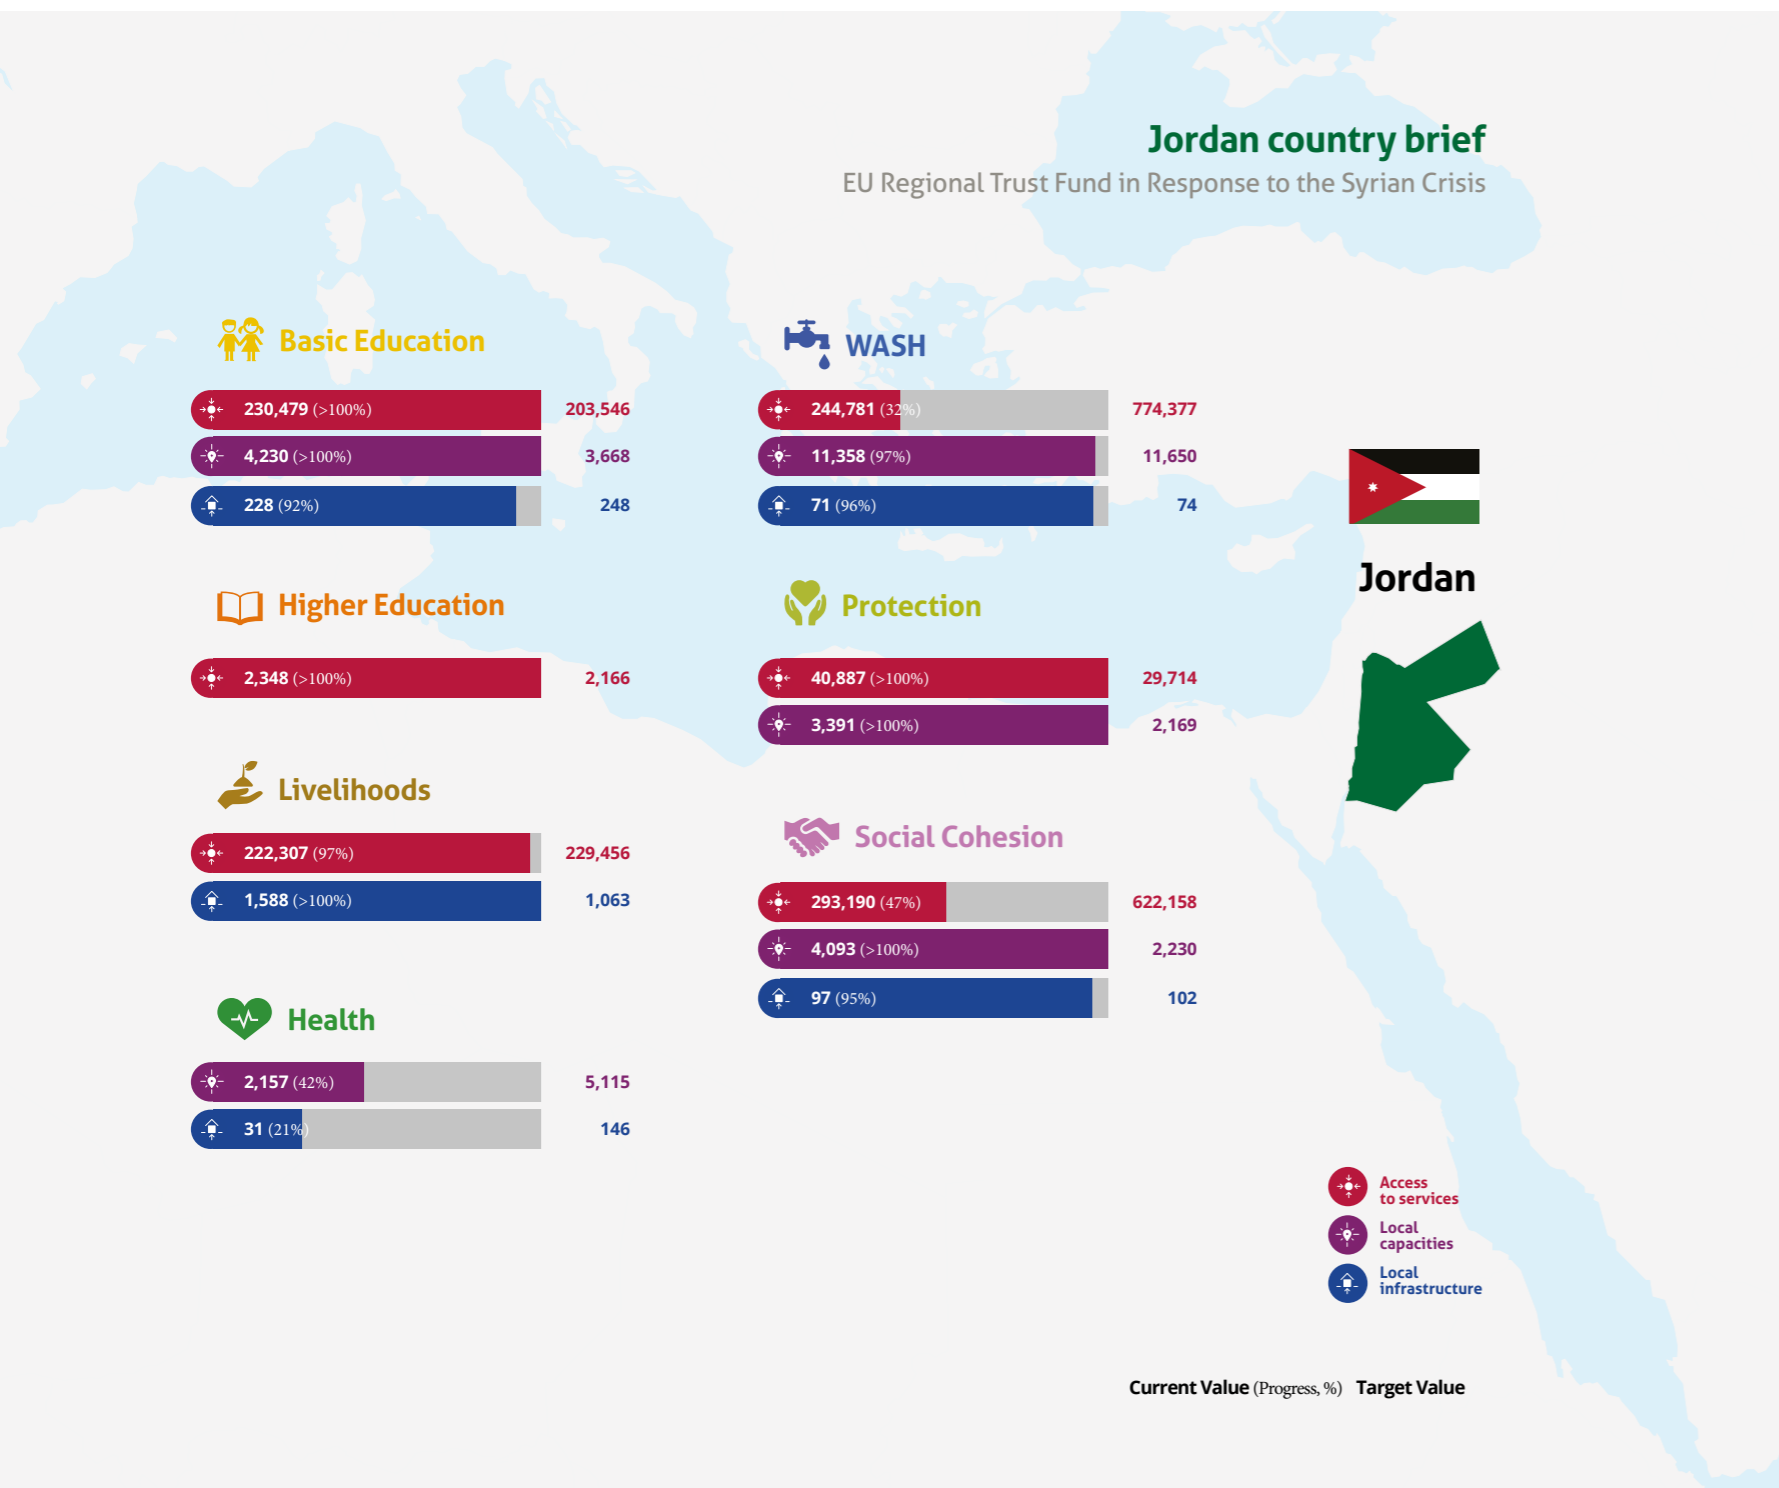 Jordan country brief
EU Regional Trust Fund in Response to the Syrian Crisis
Basic Education
230,479 (>100%) 203,546
4,230 (>100%) 3,668
228 (92%) 248
Higher Education
2,348 (>100%) 2,166
Livelihoods
222,307 (97%) 229,456
1,588 (>100%) 1,063
Health
2,157 (42%) 5,115
31 (21%) 146
WASH
244,781 (32%) 774,377
11,358 (97%) 11,650
71 (96%) 74
Protection
40,887 (>100%) 29,714
3,391 (>100%) 2,169
Social Cohesion
293,190 (47%) 622,158
4,093 (>100%) 2,230
97 (95%) 102
Jordan
Access
to services
Local
capacities
Local
infrastructure
Current Value (Progress, %) Target Value